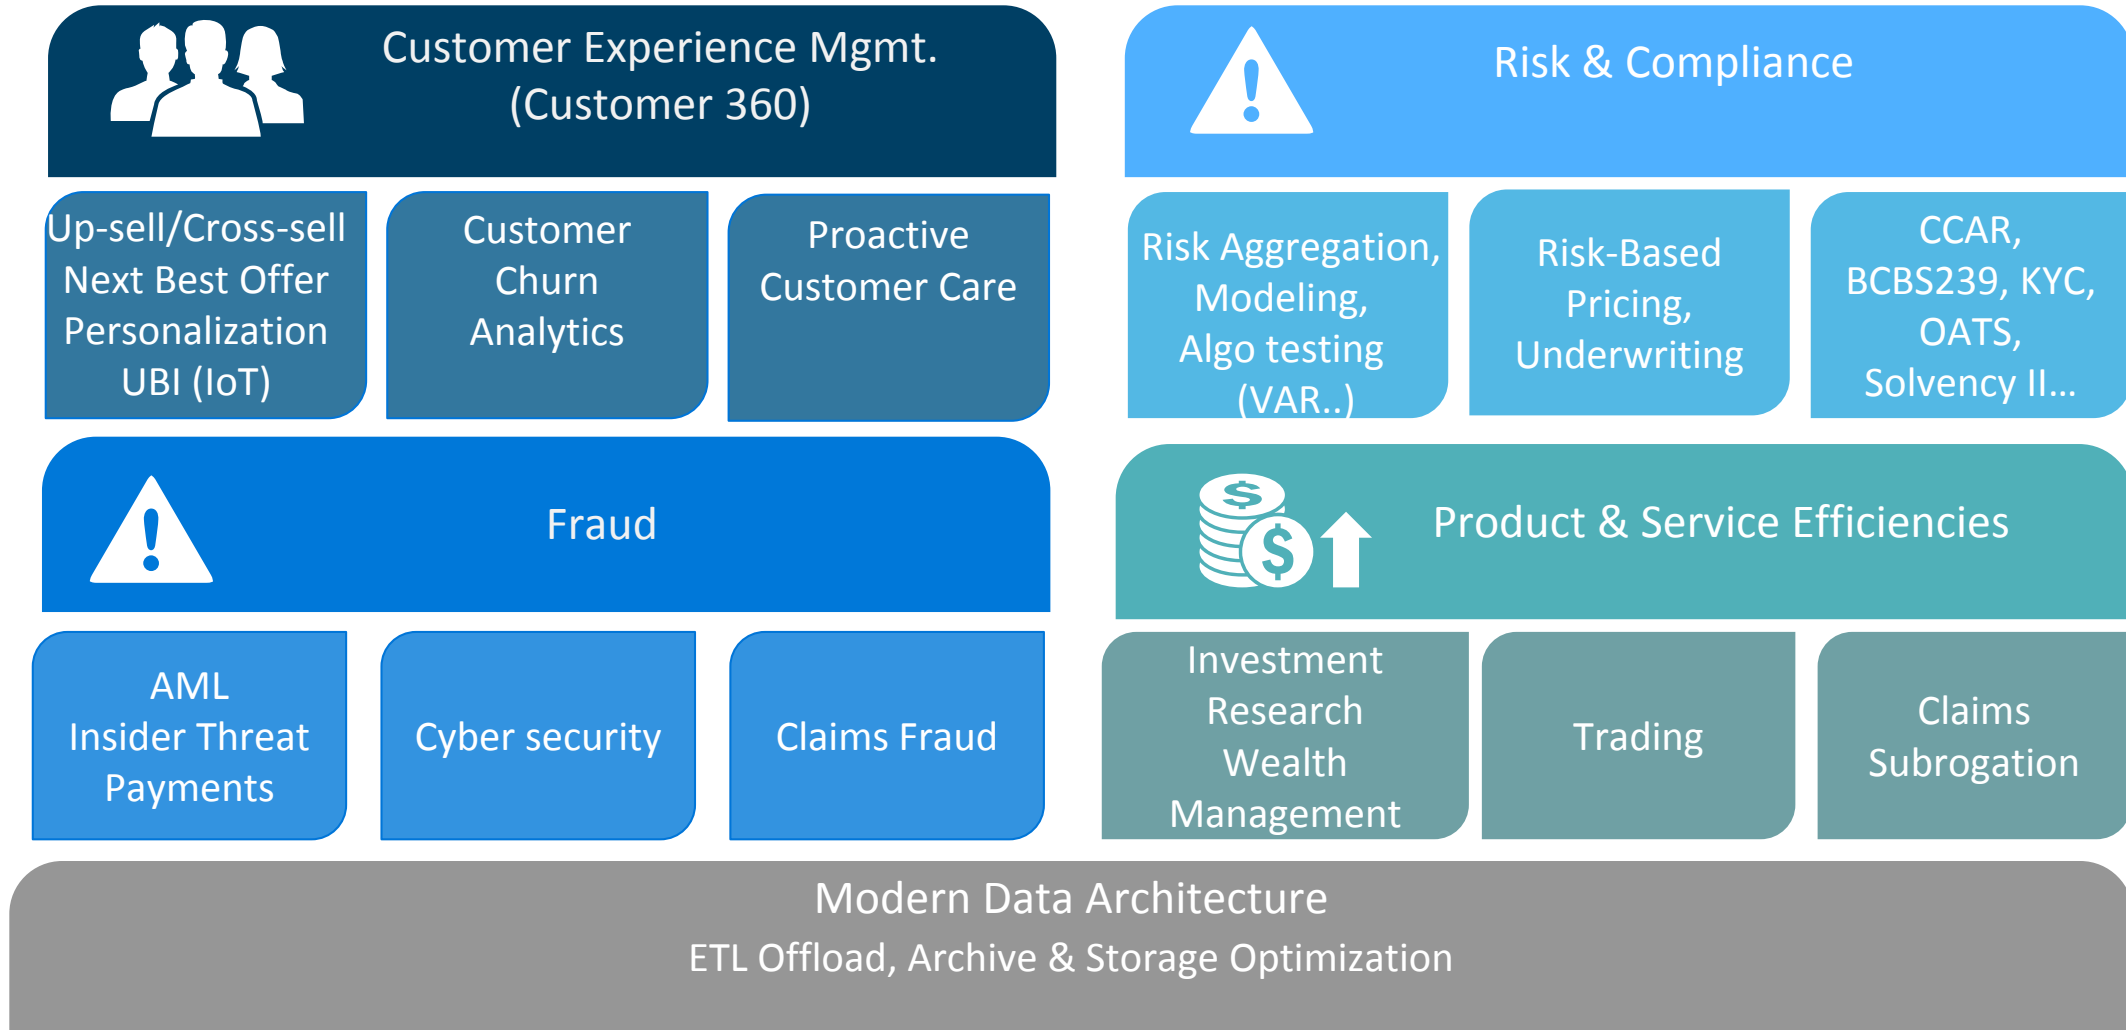 Customer Experience Mgmt.
(Customer 360)
Up-sell/Cross-sell
Next Best Offer
Personalization
UBI (IoT)
Customer
Churn
Analytics
Proactive
Customer Care
Risk & Compliance
Risk Aggregation,
Modeling,
Algo testing
(VAR..)
Risk-Based
Pricing,
Underwriting
CCAR,
BCBS239, KYC,
OATS,
Solvency II...
Fraud
AML
Insider Threat
Payments
Cyber security
Claims Fraud
$
$
Product & Service Efficiencies
Investment
Research
Wealth
Management
Trading
Claims
Subrogation
Modern Data Architecture
ETL Offload, Archive & Storage Optimization